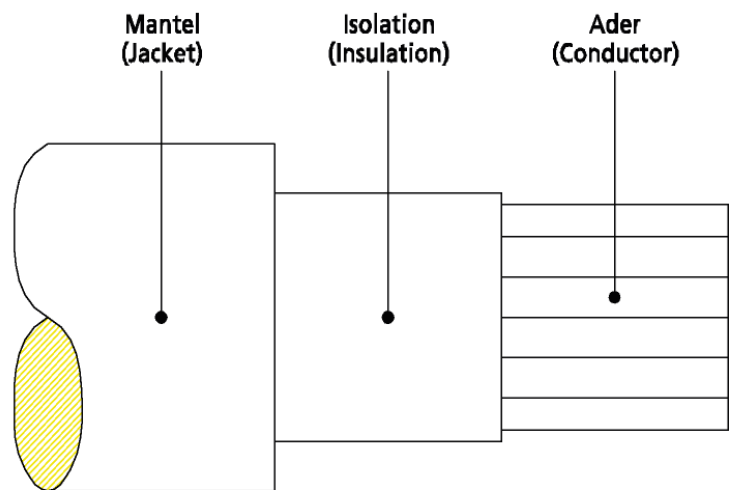 Mantel
(Jacket)
Isolation
(Insulation)
Ader
(Conductor)